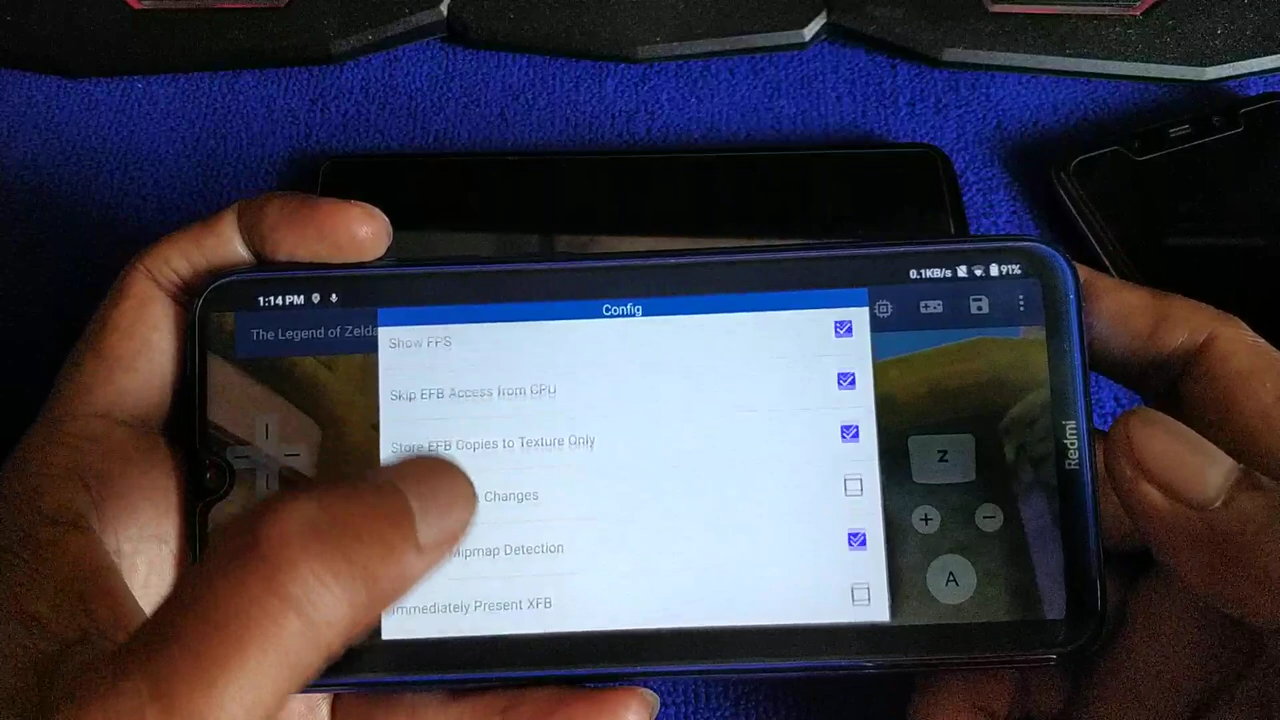 1:14 PM
0.1KB/s
91%
Config
The Legend of Zelda
Show FPS
Skip EFB Access from CPU
Store EFB Copies to Texture Only
Changes
Mipmap Detection
Immediately Present XFB
Z
+
−
A
Redmi